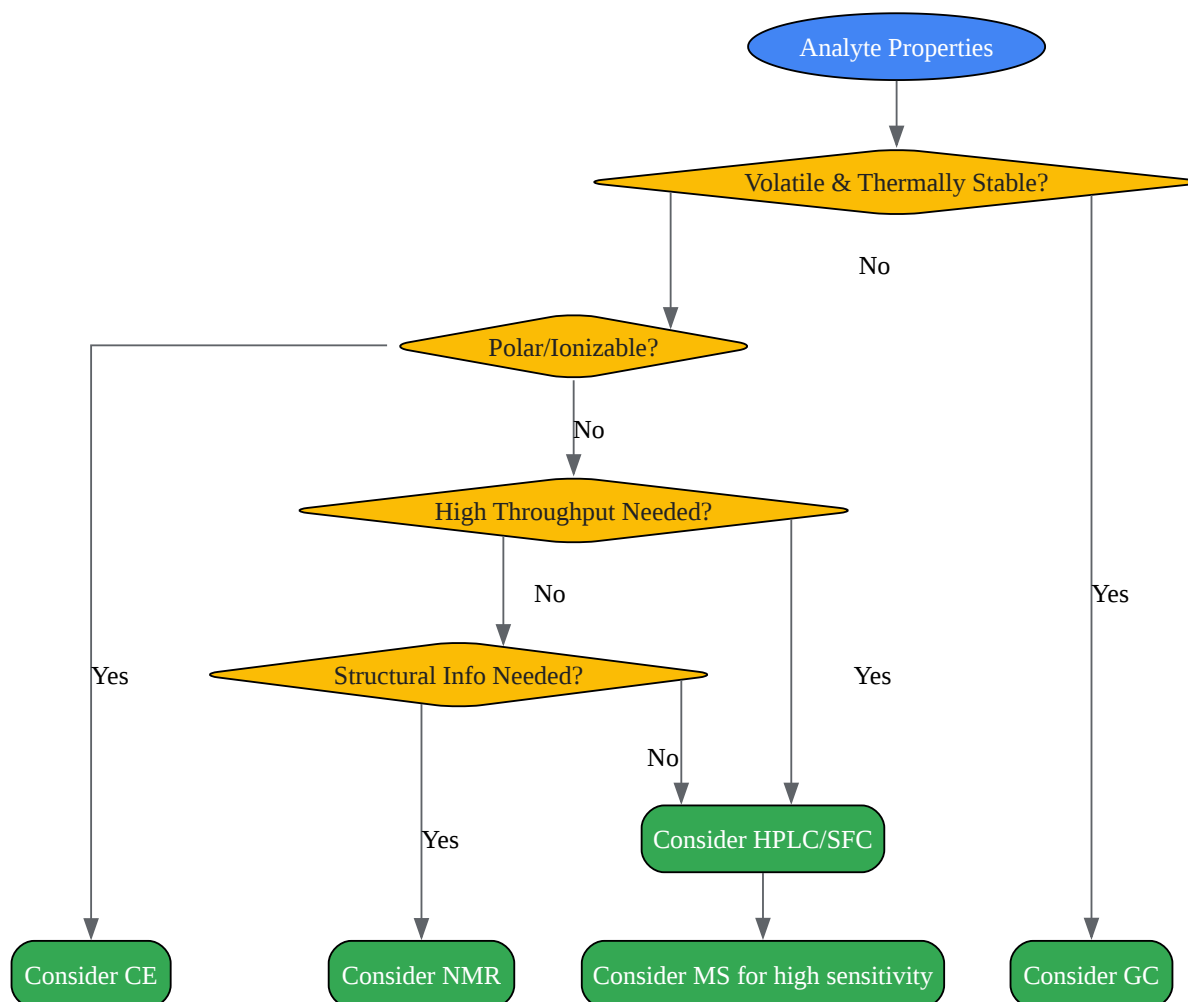 Analyte Properties
Volatile & Thermally Stable?
No
Polar/Ionizable?
No
High Throughput Needed?
No
Yes
Structural Info Needed?
Yes
Yes
No
Yes
Consider HPLC/SFC
Consider CE
Consider NMR
Consider MS for high sensitivity
Consider GC